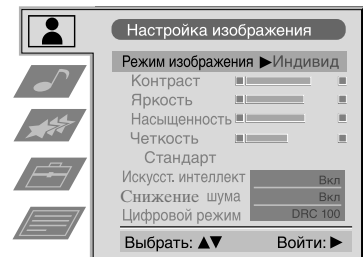 Настройка изображения
Режим изображения ▶Индивид
Контраст
Яркость
Насыщенность
Четкость
Стандарт
Искусст. интеллект Вкл
Снижение шума Вкл
Цифровой режим DRC 100
Выбрать: ▲▼ Войти: ▶